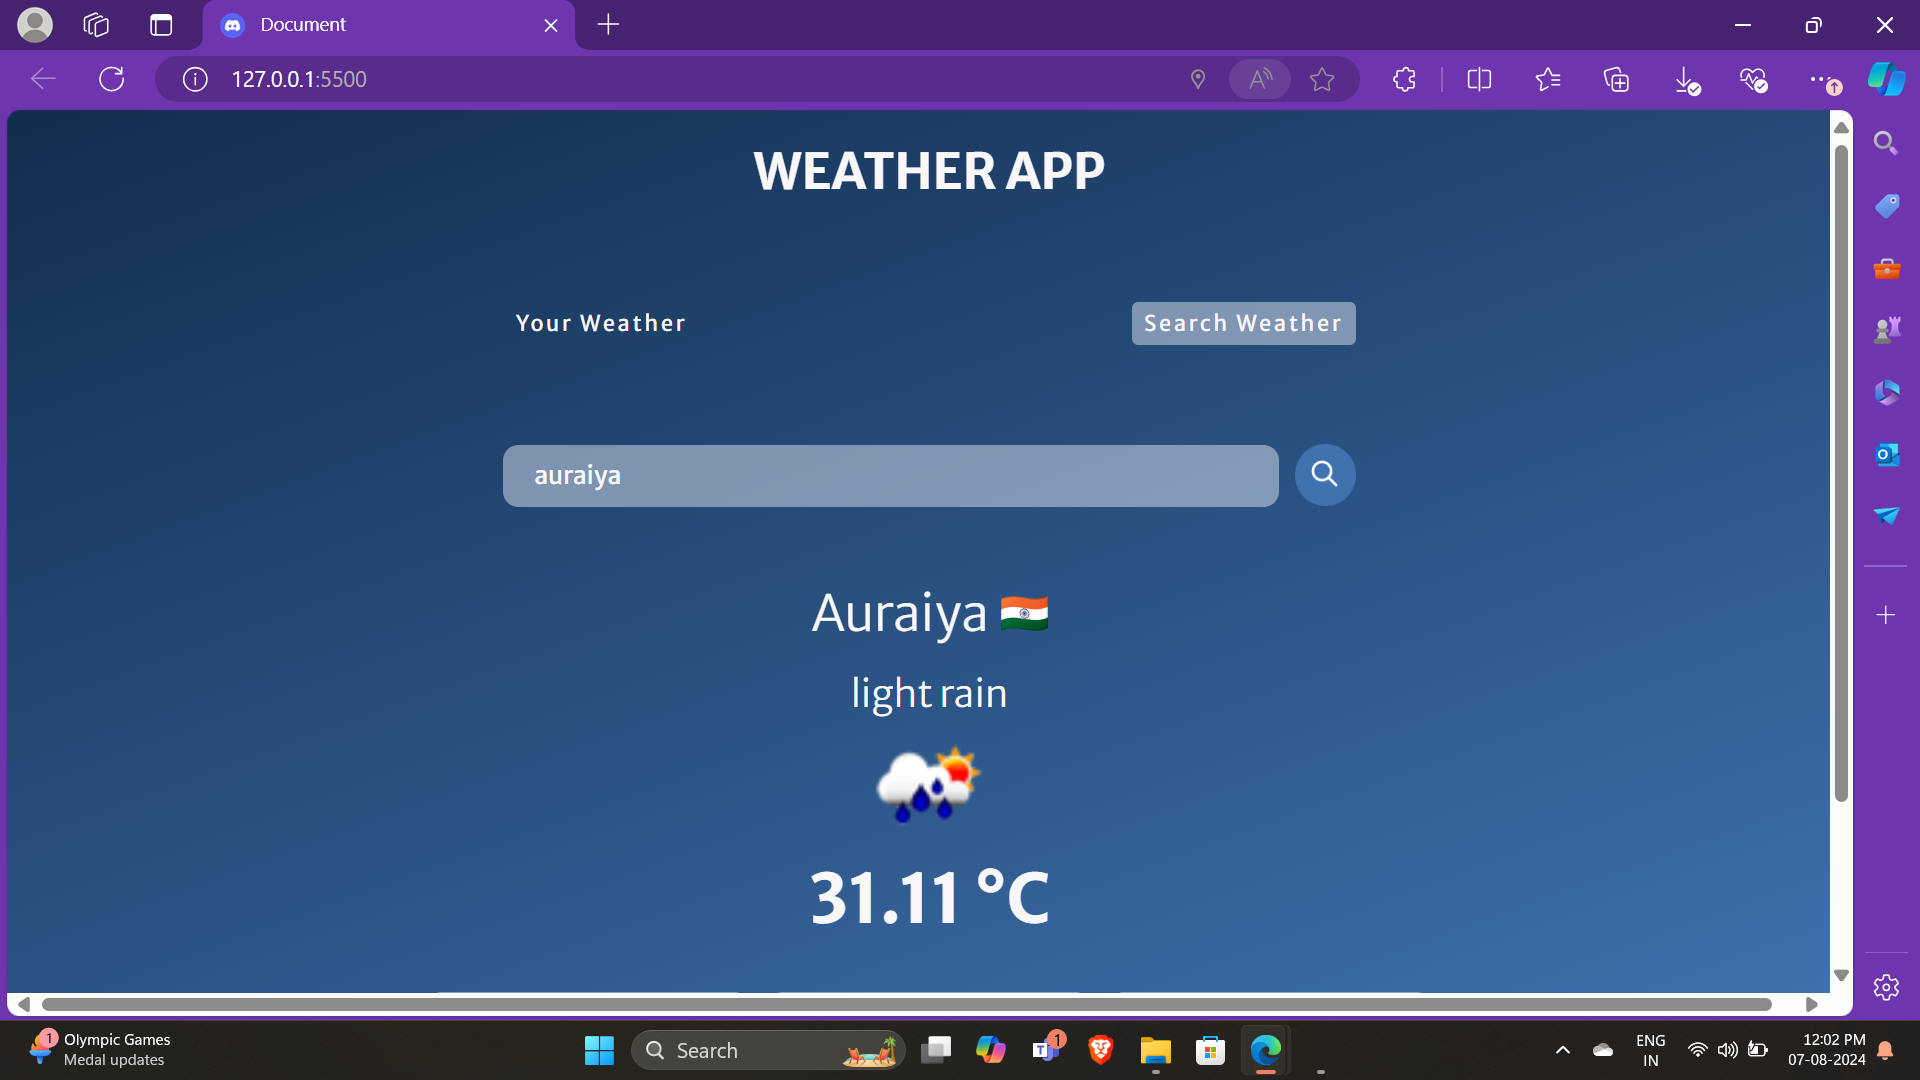 Document
127.0.0.1:5500
WEATHER APP
Your Weather
Search Weather
auraiya
Auraiya
light rain
31.11 °C
1
Olympic Games
Medal updates
Search
1
ENG
IN
12:02 PM
07-08-2024